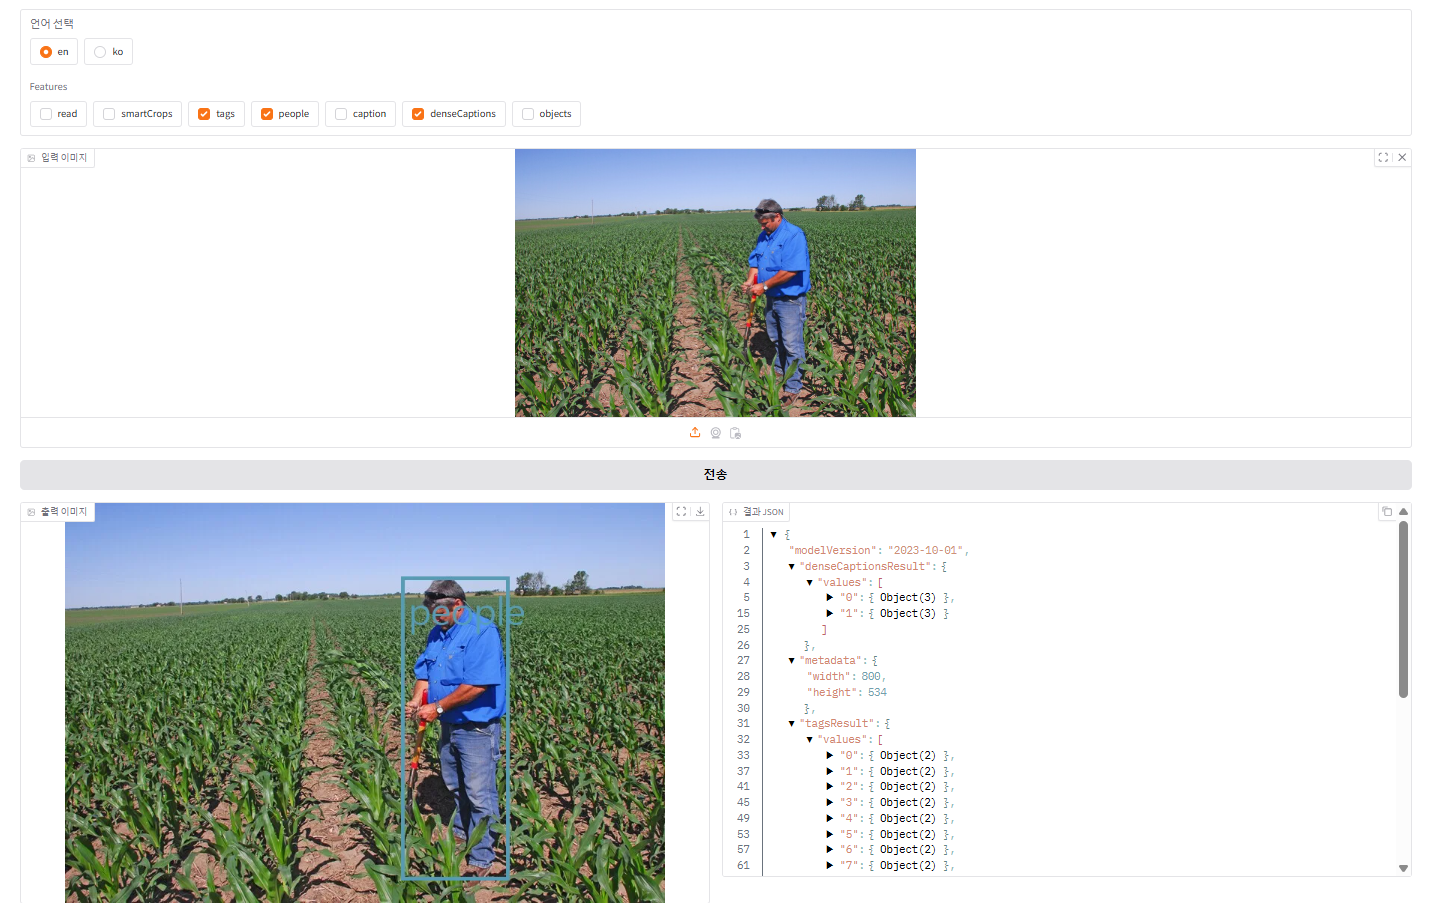 언어 선택
en ko
Features
read smartCrops tags people caption denseCaptions objects
입력 이미지
전송
출력 이미지
people
결과 JSON
1 {
2 "modelVersion": "2023-10-01",
3 "denseCaptionsResult": {
4 "values": [
5 "0": { Object(3) },
15 "1": { Object(3) }
25 ]
26 },
27 "metadata": {
28 "width": 800,
29 "height": 534
30 },
31 "tagsResult": {
32 "values": [
33 "0": { Object(2) },
37 "1": { Object(2) },
41 "2": { Object(2) },
45 "3": { Object(2) },
49 "4": { Object(2) },
53 "5": { Object(2) },
57 "6": { Object(2) },
61 "7": { Object(2) },